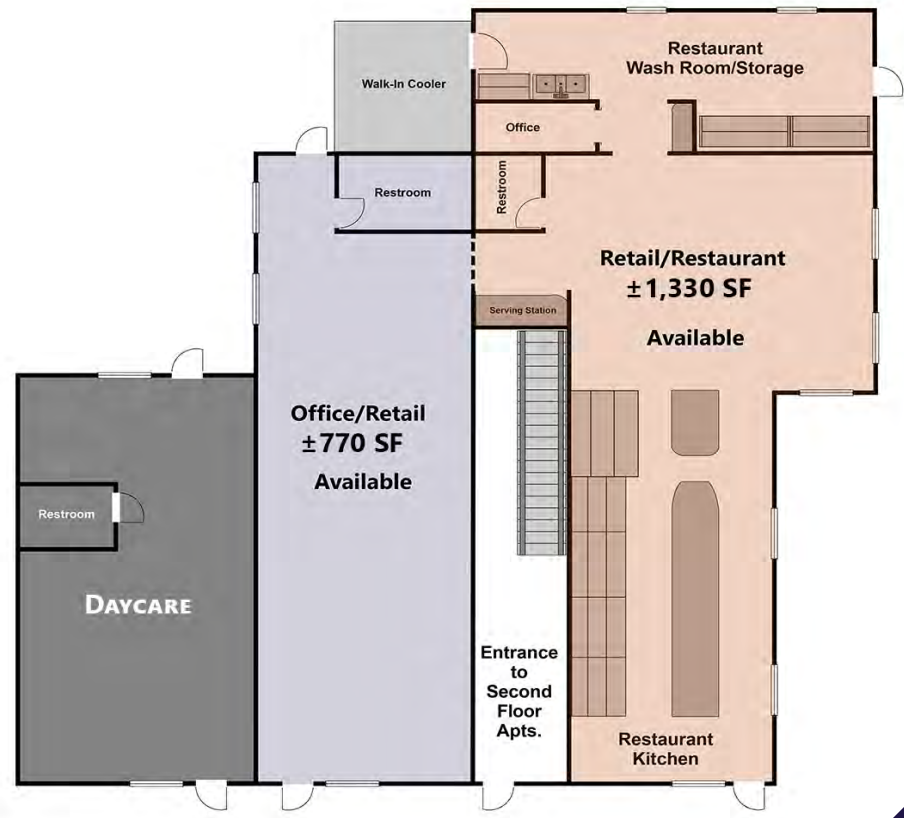 Restaurant
Wash Room/Storage
Walk-In Cooler
Office
Restroom
Restroom
Retail/Restaurant
±1,330 SF
Available
Serving Station
Office/Retail
±770 SF
Available
Restroom
DAYCARE
Entrance
to
Second
Floor
Apts.
Restaurant
Kitchen